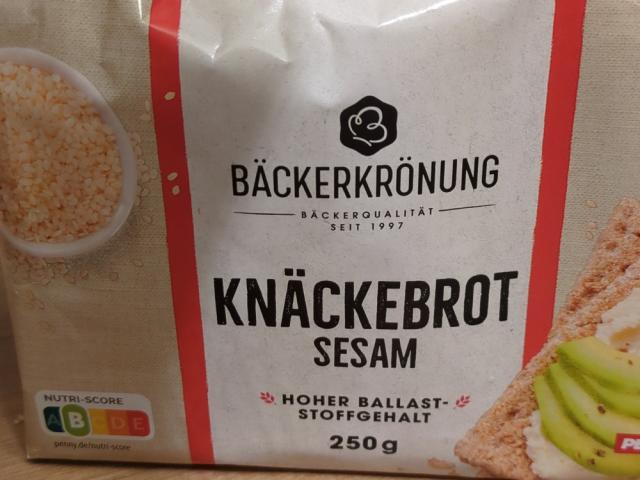 BÄCKERKRÖNUNG
BÄCKERQUALITÄT
SEIT 1997
KNÄCKEBROT
SESAM
HOHER BALLAST-
STOFFGEHALT
250g
NUTRI-SCORE
A B C D E
penny.de/nutri-score